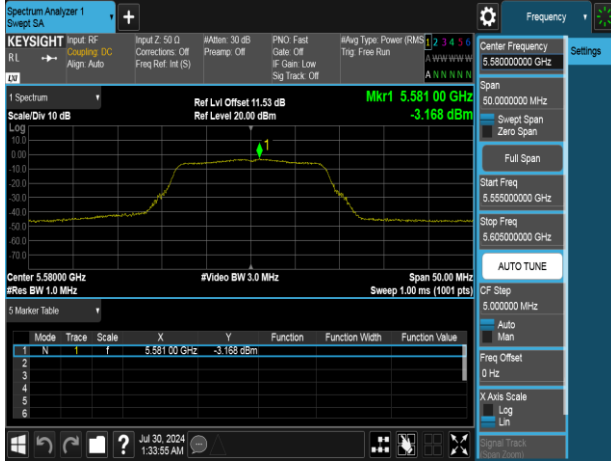 Spectrum Analyzer 1
Swept SA
+
Frequency
KEYSIGHT
RL
Input: RF
Coupling: DC
Align: Auto
Input Z: 50 Ω
Corrections: Off
Freq Ref: Int (S)
#Atten: 30 dB
Preamp: Off
PNO: Fast
Gate: Off
IF Gain: Low
Sig Track: Off
#Avg Type: Power (RMS
Trig: Free Run
1 2 3 4 5 6
A W W W W W
A N N N N N
LXI
1 Spectrum
Scale/Div 10 dB
Ref Lvl Offset 11.53 dB
Ref Level 20.00 dBm
Mkr1 5.581 00 GHz
-3.168 dBm
Log
10.0
0.00
-10.0
-20.0
-30.0
-40.0
-50.0
-60.0
-70.0
1
Center 5.58000 GHz
#Res BW 1.0 MHz
#Video BW 3.0 MHz
Span 50.00 MHz
Sweep 1.00 ms (1001 pts)
5 Marker Table
Mode Trace Scale X Y Function Function Width Function Value
1 N 1 f 5.581 00 GHz -3.168 dBm
2
3
4
5
6
Jul 30, 2024
1:33:55 AM
?
Center Frequency
5.580000000 GHz
Settings
Span
50.0000000 MHz
Swept Span
Zero Span
Full Span
Start Freq
5.555000000 GHz
Stop Freq
5.605000000 GHz
AUTO TUNE
CF Step
5.000000 MHz
Auto
Man
Freq Offset
0 Hz
X Axis Scale
Log
Lin
Signal Track
(Span Zoom)